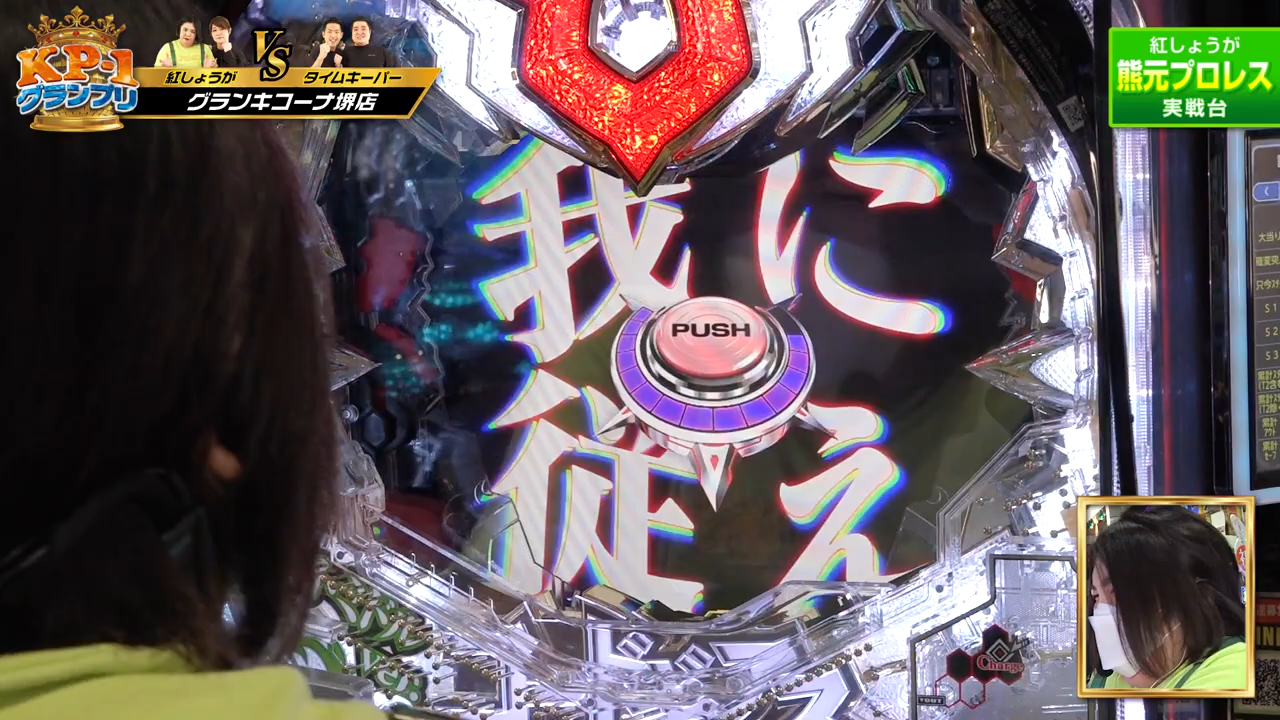 KP-1
グランプリ
紅しょうが
VS
タイムキーパー
グランキコーナ堺店
紅しょうが
熊元プロレス
実戦台
我に
従え
PUSH
Charge